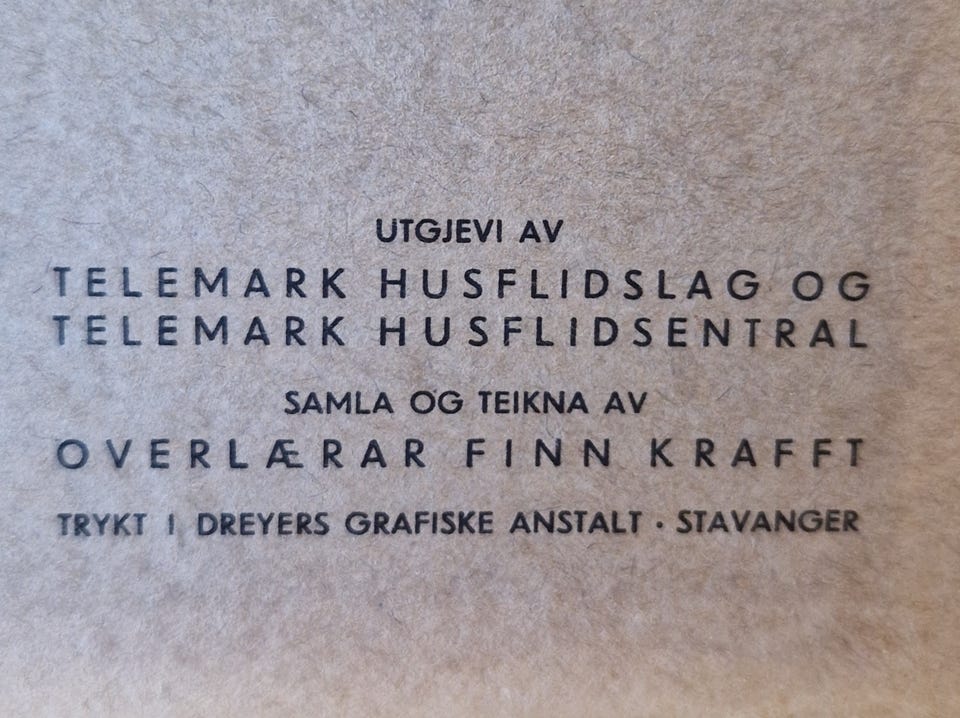 UTGJEVI AV
TELEMARK HUSFLIDSLAG OG
TELEMARK HUSFLIDSENTRAL
SAMLA OG TEIKNA AV
OVERLÆRAR FINN KRAFFT
TRYKT I DREYERS GRAFISKE ANSTALT · STAVANGER